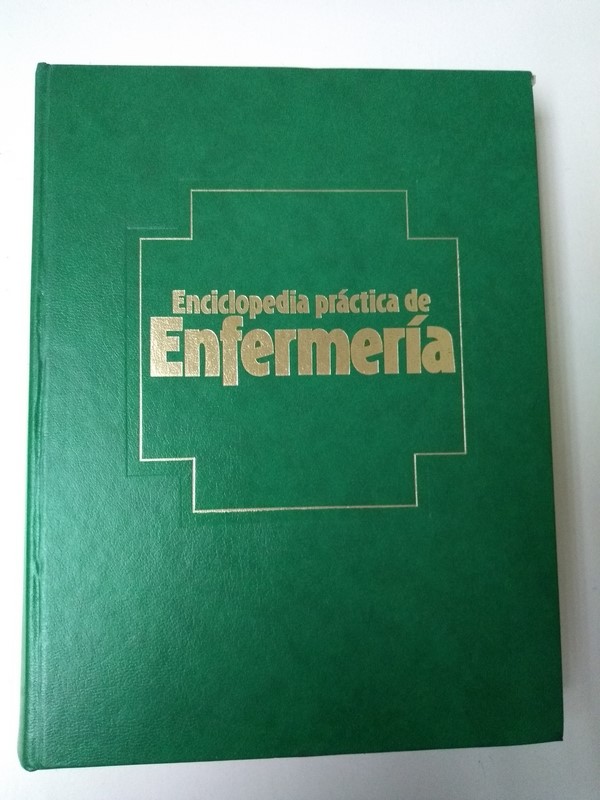 Enciclopedia práctica de
Enfermería